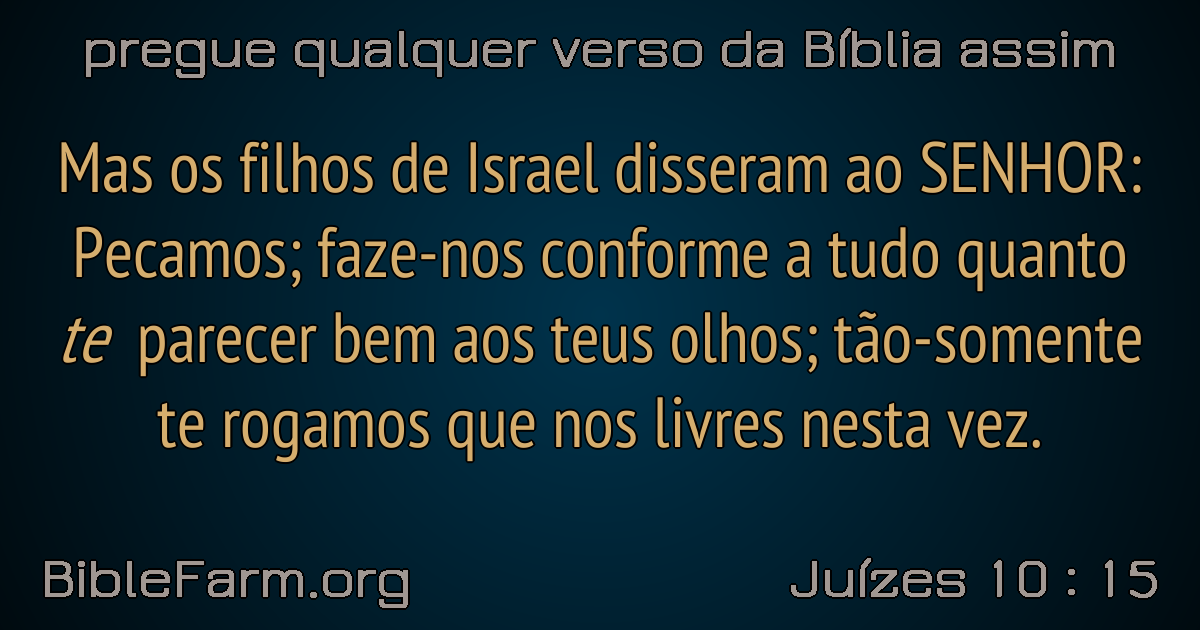 pregue qualquer verso da Bíblia assim
Mas os filhos de Israel disseram ao SENHOR:
Pecamos; faze-nos conforme a tudo quanto
te parecer bem aos teus olhos; tão-somente
te rogamos que nos livres nesta vez.
BibleFarm.org
Juízes 10 : 15